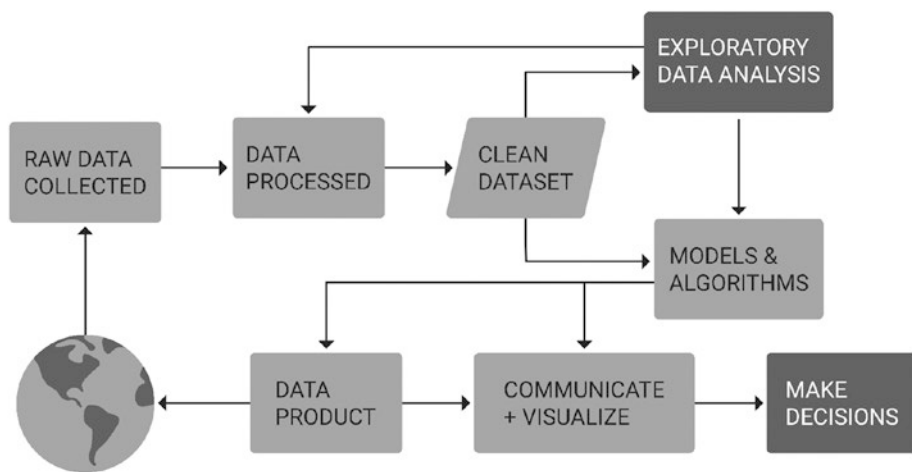 EXPLORATORY
DATA ANALYSIS
RAW DATA
COLLECTED
DATA
PROCESSED
CLEAN
DATASET
MODELS &
ALGORITHMS
DATA
PRODUCT
COMMUNICATE
+ VISUALIZE
MAKE
DECISIONS